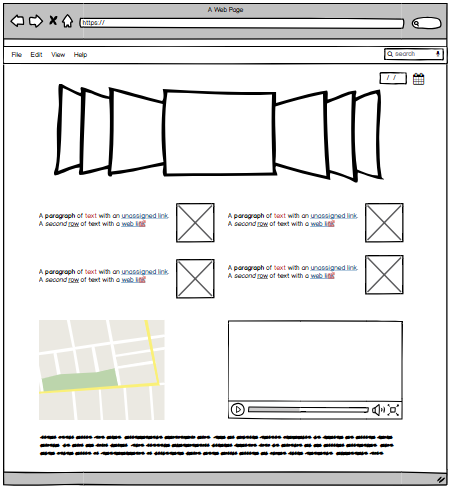 A Web Page
https://
File Edit View Help
search
/ /
A paragraph of text with an unassigned link.
A second row of text with a web link
A paragraph of text with an unassigned link.
A second row of text with a web link
A paragraph of text with an unassigned link.
A second row of text with a web link
A paragraph of text with an unassigned link.
A second row of text with a web link